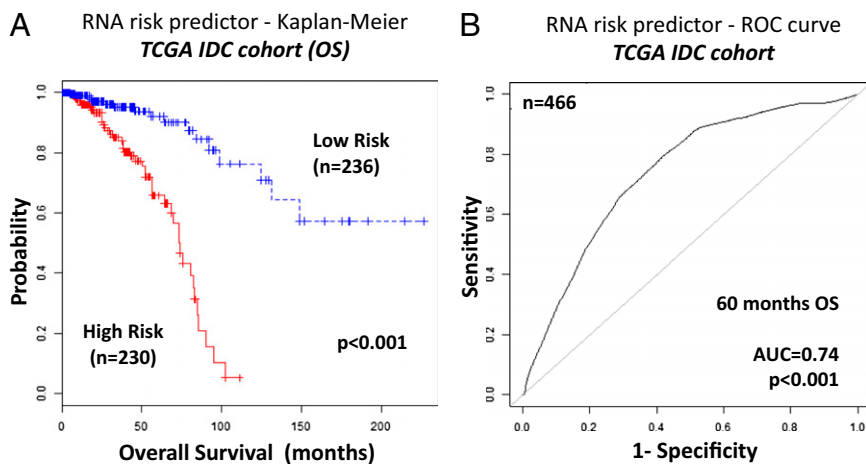 A
RNA risk predictor - Kaplan-Meier
TCGA IDC cohort (OS)
Probability
1.0
0.8
0.6
0.4
0.2
0.0
Low Risk
(n=236)
High Risk
(n=230)
p<0.001
0
50
100
150
200
Overall Survival (months)
B
RNA risk predictor - ROC curve
TCGA IDC cohort
Sensitivity
1.0
0.8
0.6
0.4
0.2
0.0
n=466
60 months OS
AUC=0.74
p<0.001
0.0
0.2
0.4
0.6
0.8
1.0
1- Specificity